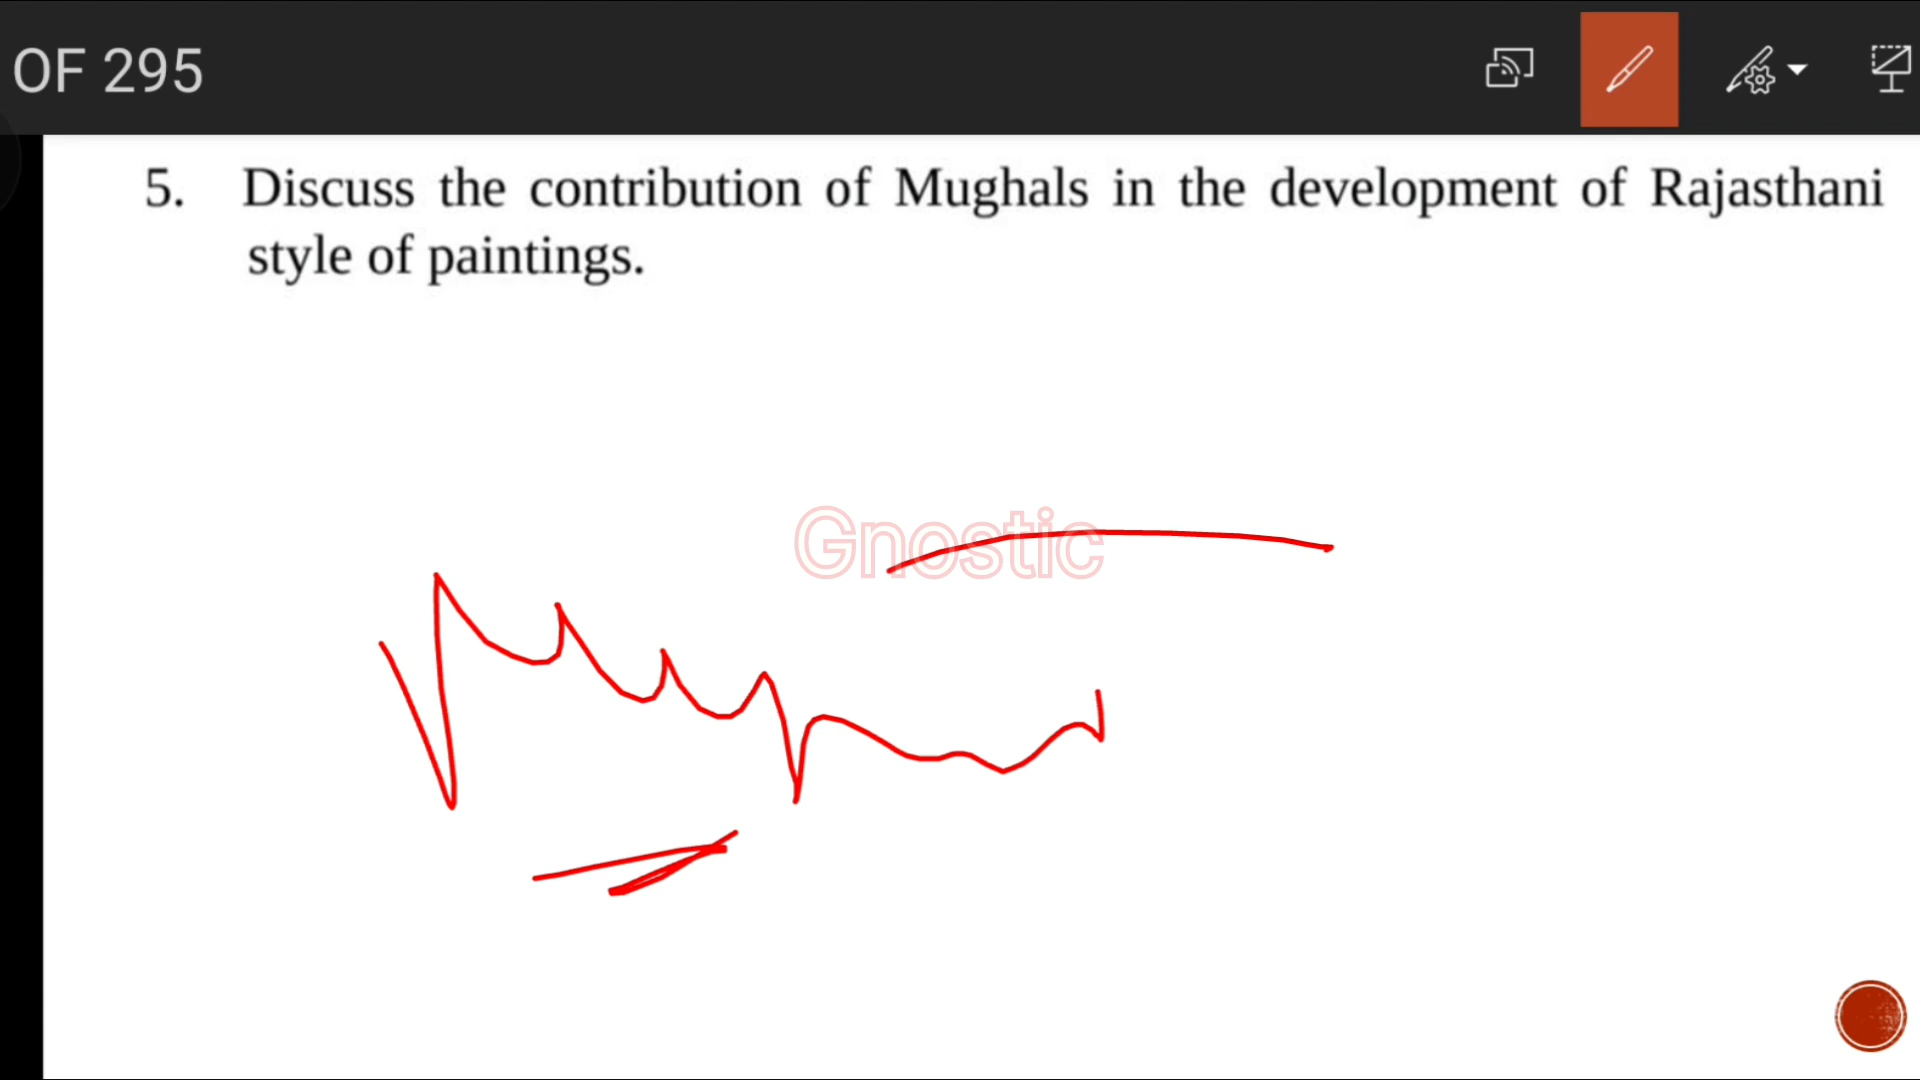 OF 295
5. Discuss the contribution of Mughals in the development of Rajasthani
style of paintings.
Gnostic